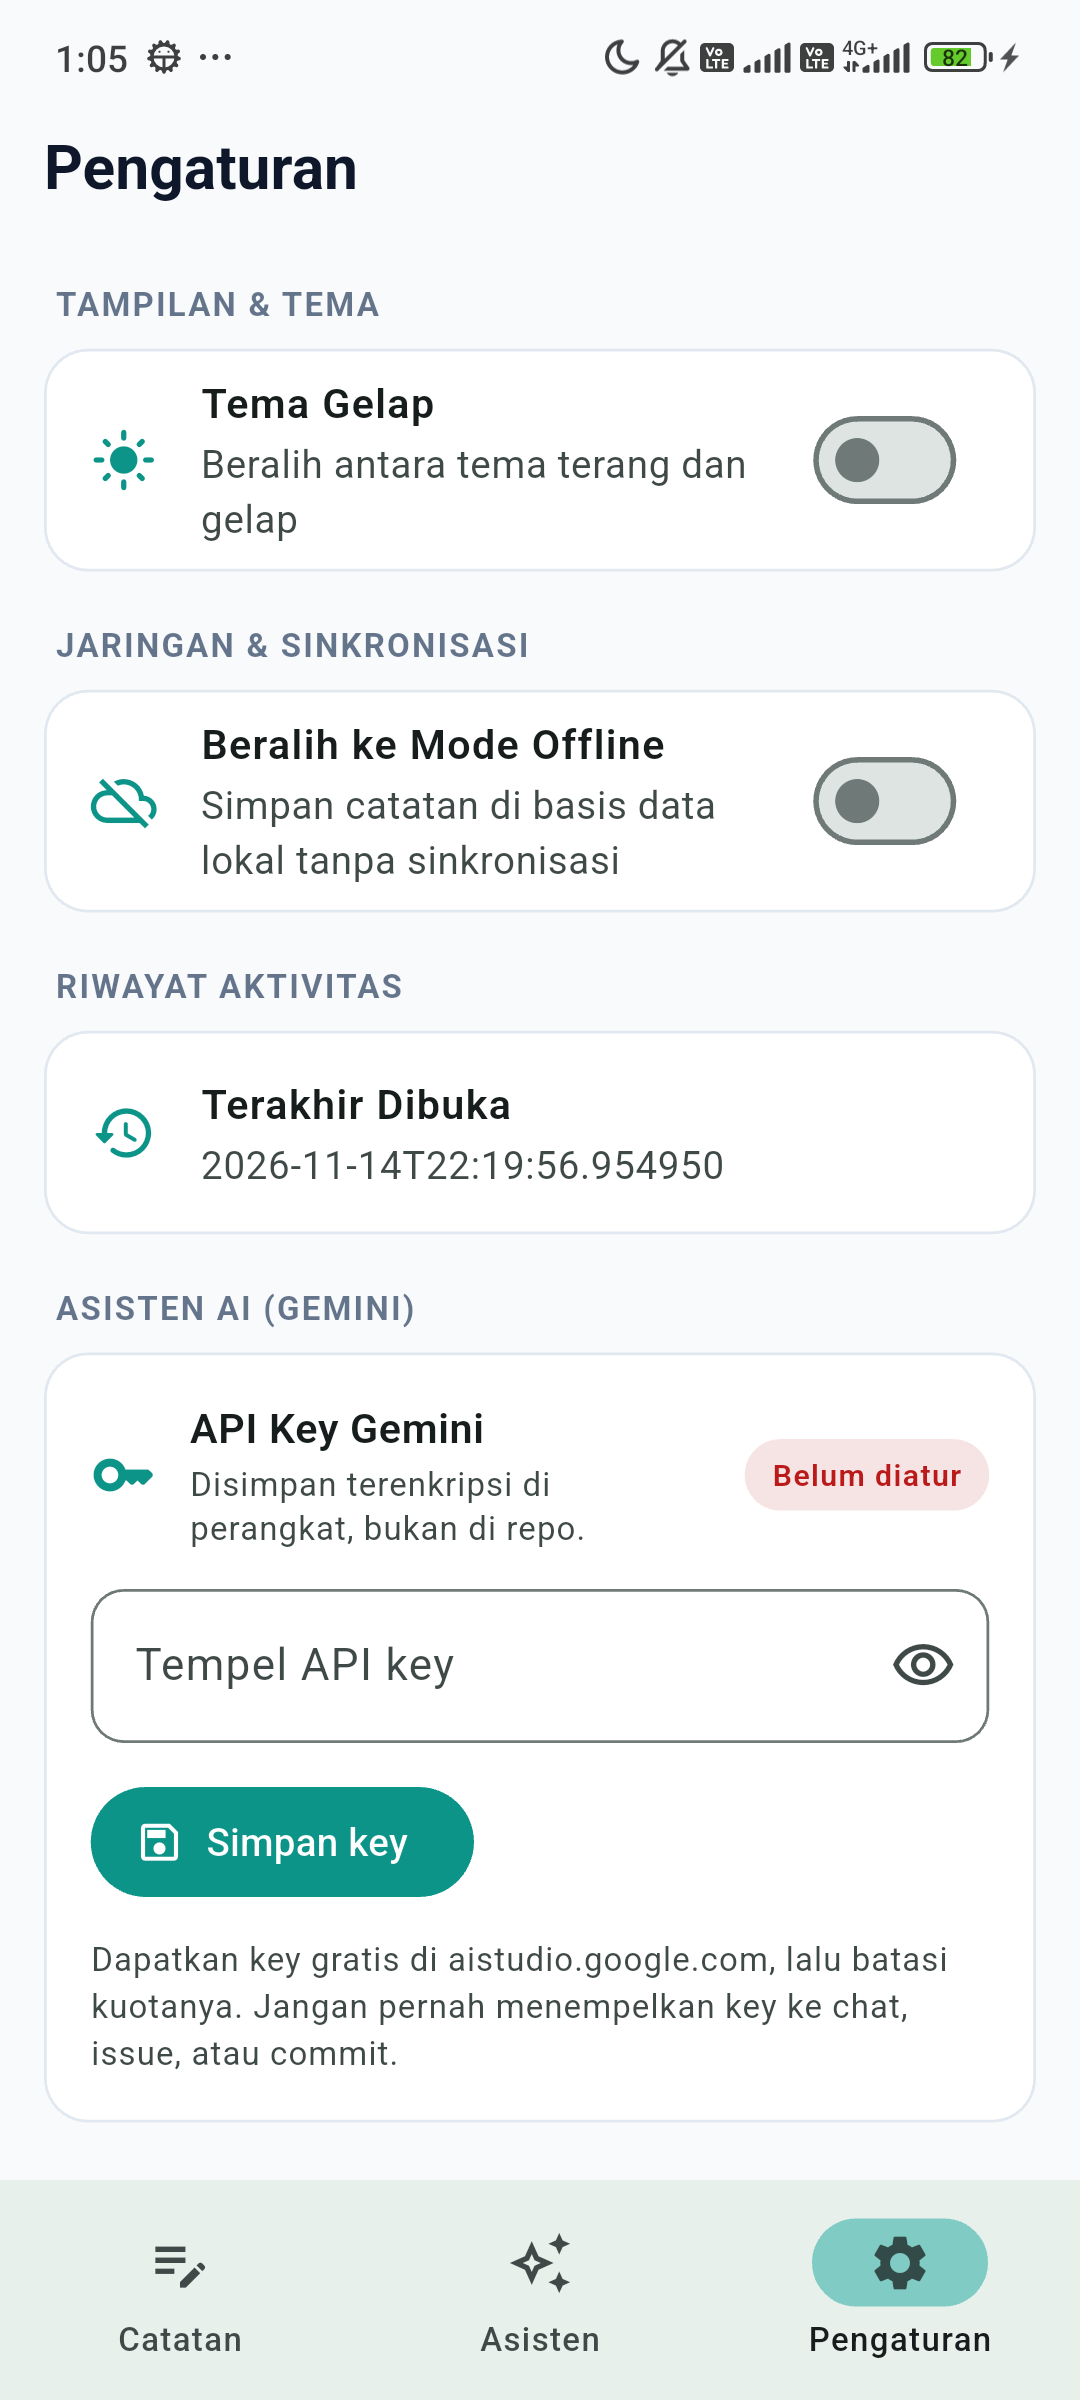 1:05
Vo LTE
Vo LTE
4G+
82
Pengaturan
TAMPILAN & TEMA
Tema Gelap
Beralih antara tema terang dan
gelap
JARINGAN & SINKRONISASI
Beralih ke Mode Offline
Simpan catatan di basis data
lokal tanpa sinkronisasi
RIWAYAT AKTIVITAS
Terakhir Dibuka
2026-11-14T22:19:56.954950
ASISTEN AI (GEMINI)
API Key Gemini
Disimpan terenkripsi di
perangkat, bukan di repo.
Belum diatur
Tempel API key
Simpan key
Dapatkan key gratis di aistudio.google.com, lalu batasi
kuotanya. Jangan pernah menempelkan key ke chat,
issue, atau commit.
Catatan
Asisten
Pengaturan